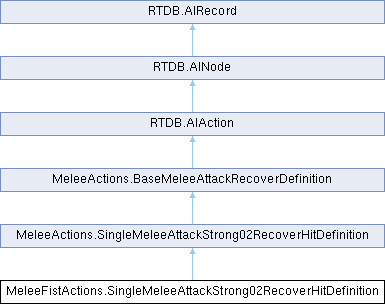 RTDB.AIRecord
RTDB.AINode
RTDB.AIAction
MeleeActions.BaseMeleeAttackRecoverDefinition
MeleeActions.SingleMeleeAttackStrong02RecoverHitDefinition
MeleeFistActions.SingleMeleeAttackStrong02RecoverHitDefinition